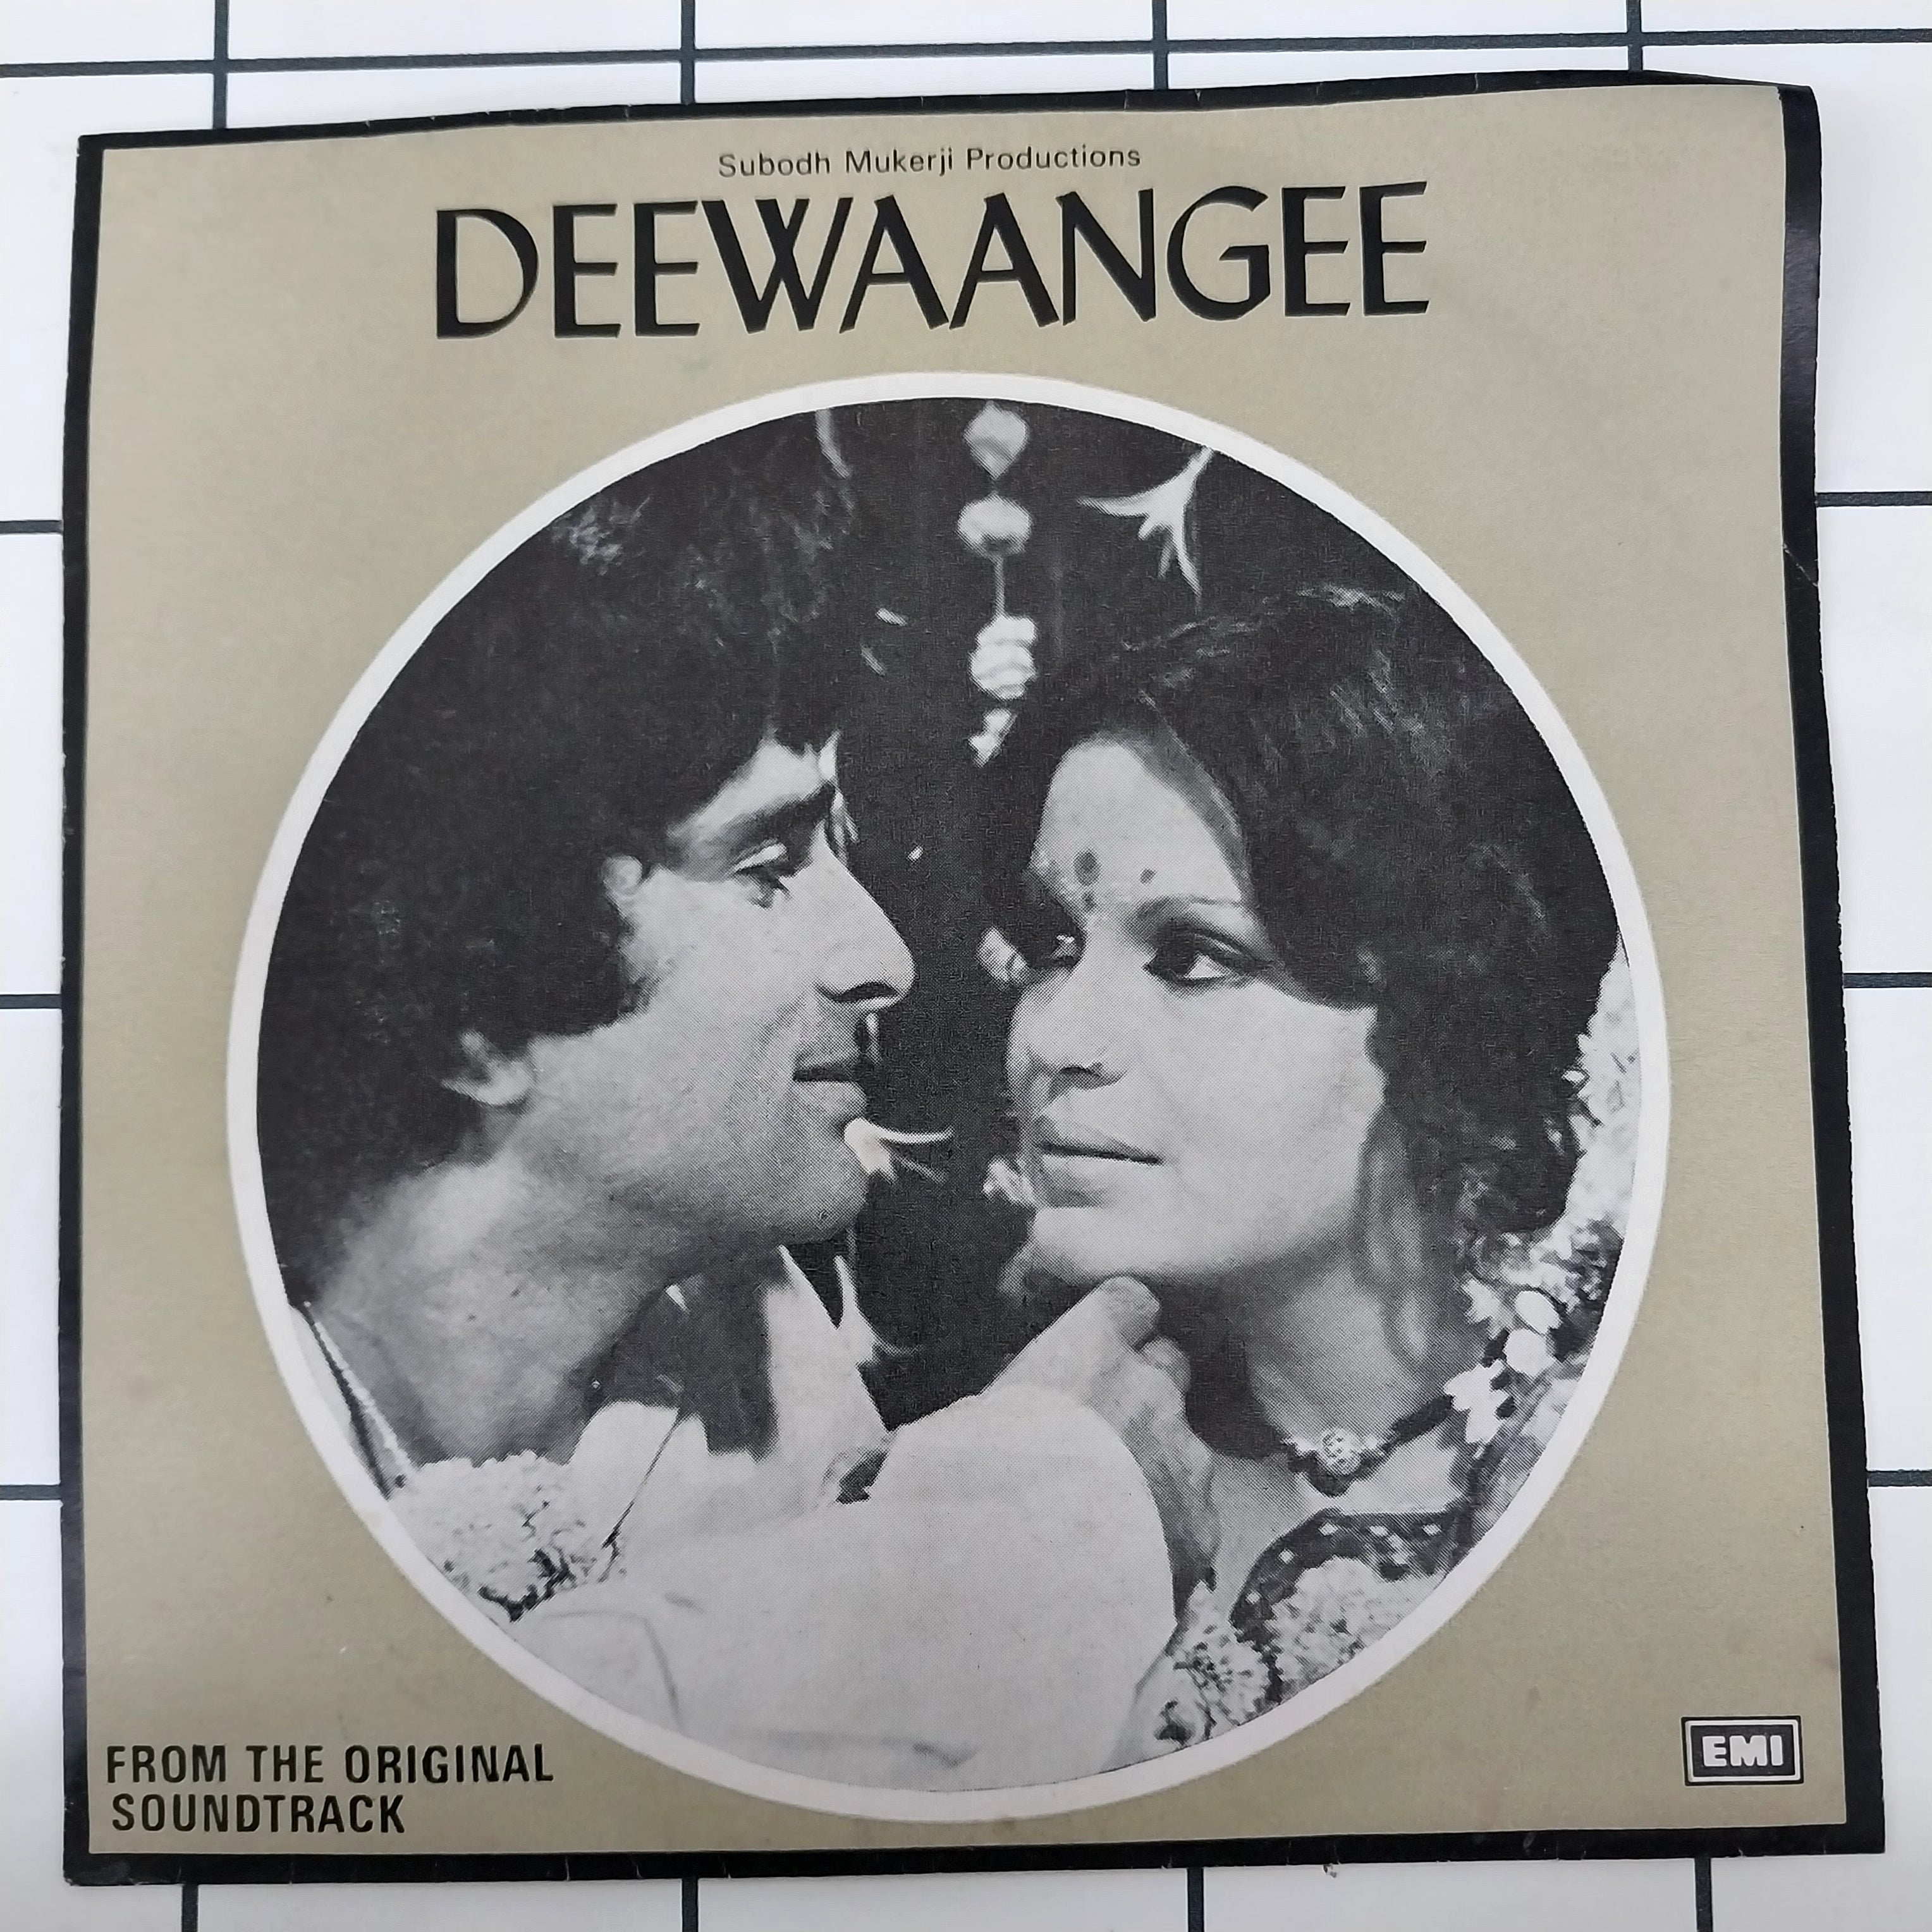 Subodh Mukerji Productions
DEEWAANGEE
FROM THE ORIGINAL
SOUNDTRACK
EMI